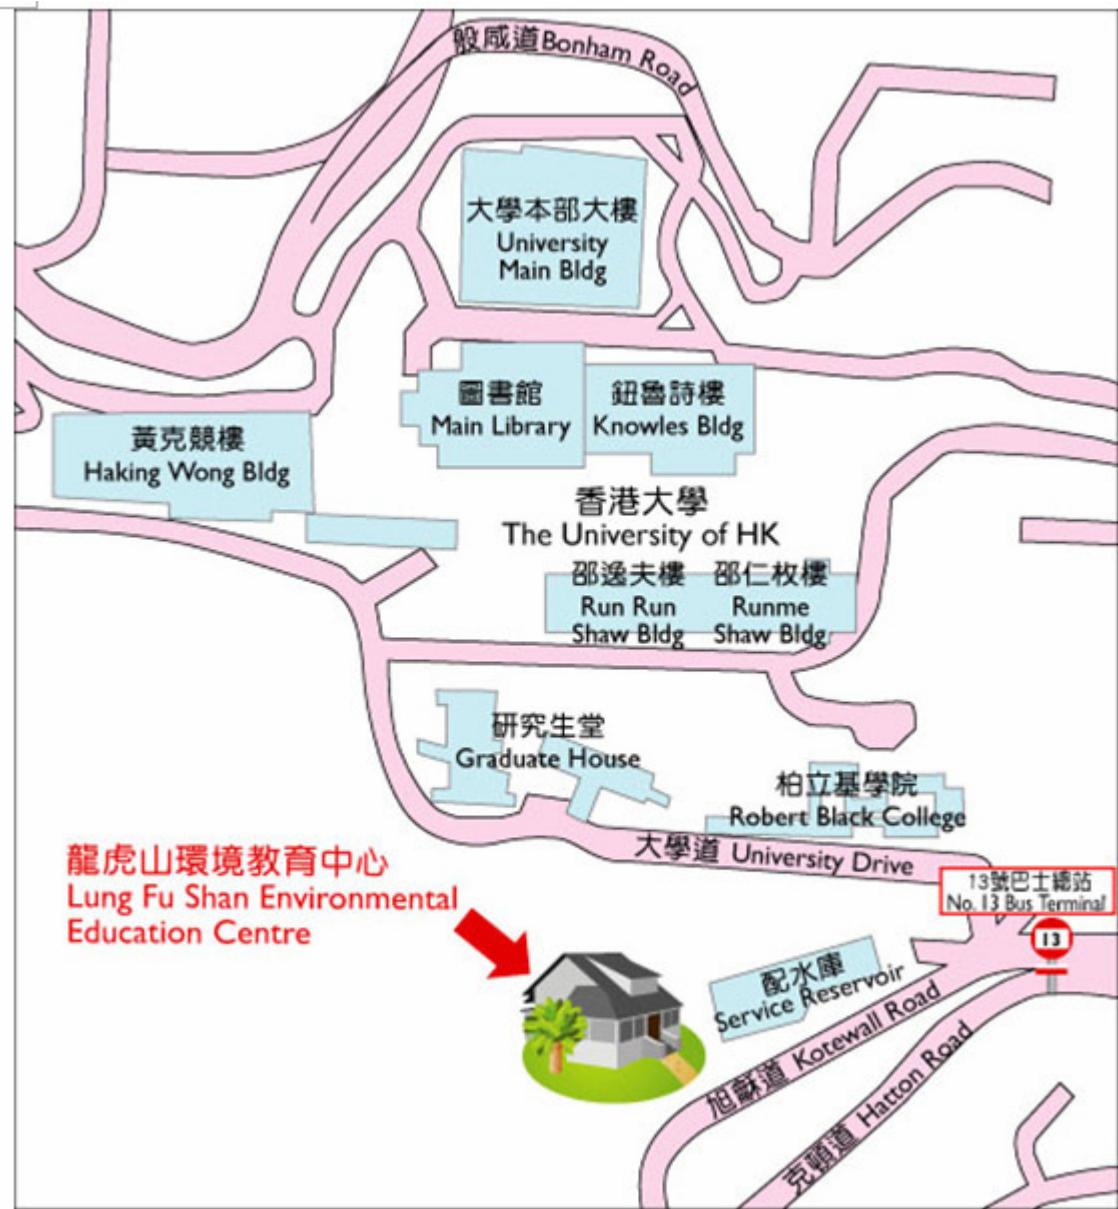 般咸道 Bonham Road
大學本部大樓
University
Main Bldg
圖書館
Main Library
鈕魯詩樓
Knowles Bldg
黃克競樓
Haking Wong Bldg
香港大學
The University of HK
邵逸夫樓
Run Run
Shaw Bldg
邵仁枚樓
Runme
Shaw Bldg
研究生堂
Graduate House
柏立基學院
Robert Black College
大學道 University Drive
龍虎山環境教育中心
Lung Fu Shan Environmental
Education Centre
13號巴士總站
No. 13 Bus Terminal
13
配水庫
Service Reservoir
旭龢道 Kotewall Road
克頓道 Hatton Road